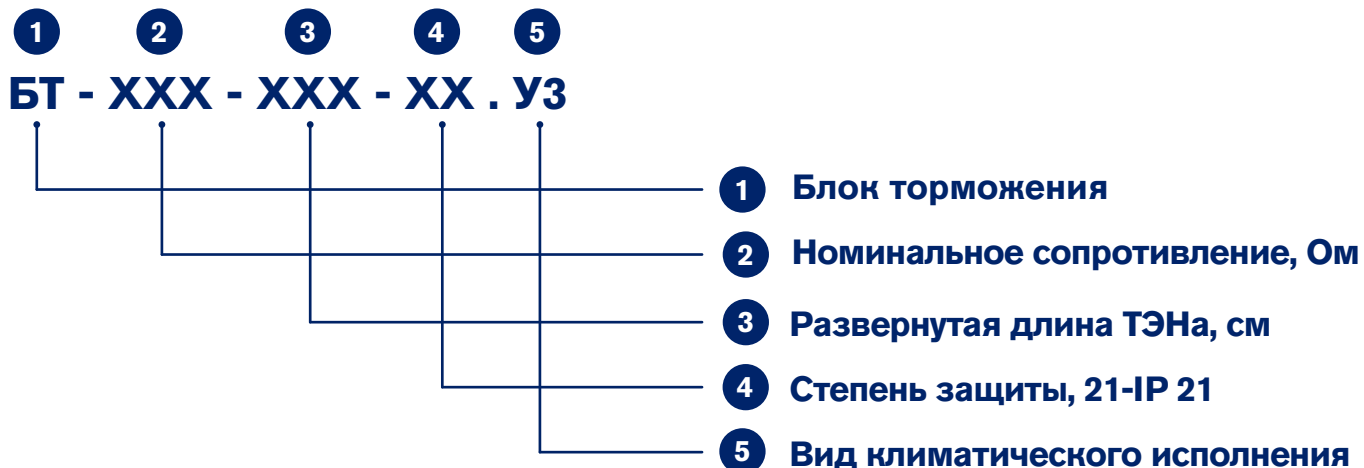 1 2 3 4 5
БТ - ХХХ - ХХХ - ХХ . У3
1 Блок торможения
2 Номинальное сопротивление, Ом
3 Развернутая длина ТЭНа, см
4 Степень защиты, 21-IP 21
5 Вид климатического исполнения